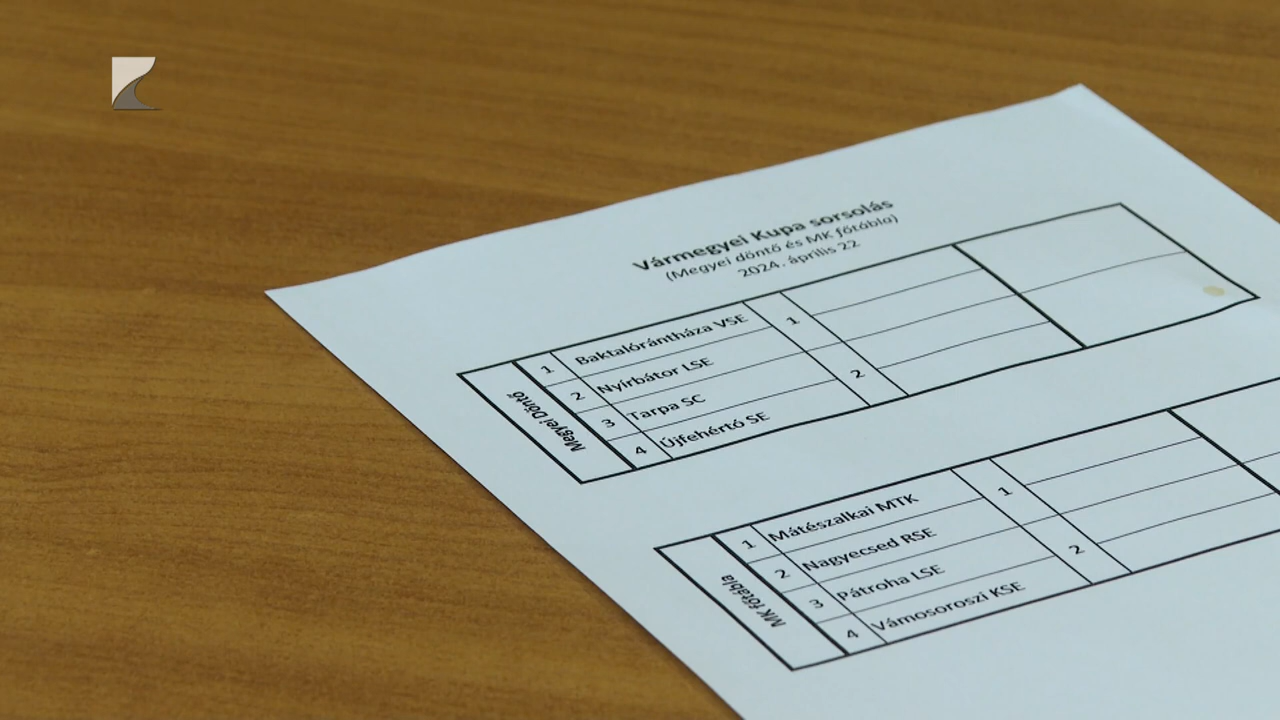 Vármegyei Kupa sorsolás
(Megyei döntő és MK főtábla)
2024. április 22
Megyei Döntő
1 Baktalórántháza VSE 1
2 Nyírbátor LSE
3 Tarpa SC 2
4 Újfehértó SE
MK főtábla
1 Mátészalkai MTK 1
2 Nagyecsed RSE
3 Pátroha LSE 2
4 Vámosoroszi KSE